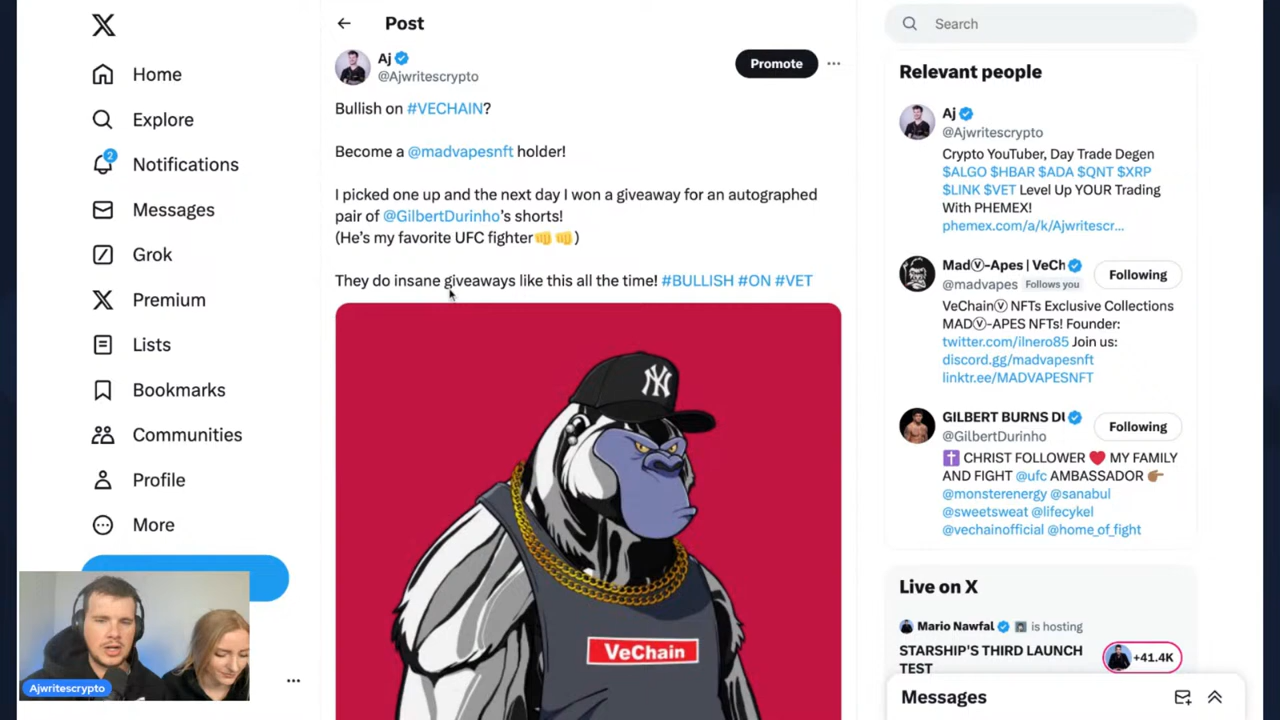 Home
Explore
2
Notifications
Messages
Grok
Premium
Lists
Bookmarks
Communities
Profile
More
Ajwritescrypto
Post
Aj
@Ajwritescrypto
Promote
Bullish on #VECHAIN?
Become a @madvapesnft holder!
I picked one up and the next day I won a giveaway for an autographed
pair of @GilbertDurinho's shorts!
(He's my favorite UFC fighter👊👊)
They do insane giveaways like this all the time! #BULLISH #ON #VET
NY
VeChain
Search
Relevant people
Aj
@Ajwritescrypto
Crypto YouTuber, Day Trade Degen
$ALGO $HBAR $ADA $QNT $XRP
$LINK $VET Level Up YOUR Trading
With PHEMEX!
phemex.com/a/k/Ajwritescr...
MadⓋ-Apes | VeCh
@madvapes Follows you
Following
VeChainⓋ NFTs Exclusive Collections
MADⓋ-APES NFTs! Founder:
twitter.com/ilnero85 Join us:
discord.gg/madvapesnft
linktr.ee/MADVAPESNFT
GILBERT BURNS DU
@GilbertDurinho
Following
✝️ CHRIST FOLLOWER ❤️ MY FAMILY
AND FIGHT @ufc AMBASSADOR 👉🏽
@monsterenergy @sanabul
@sweetsweat @lifecykel
@vechainofficial @home_of_fight
Live on X
Mario Nawfal is hosting
STARSHIP'S THIRD LAUNCH
TEST
+41.4K
Messages